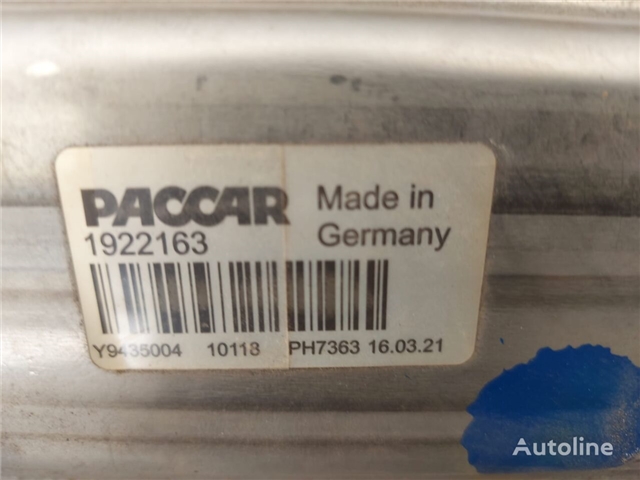 PACCAR
1922163
Made in
Germany
Y9435004 10118 PH7363 16.03.21
Autoline